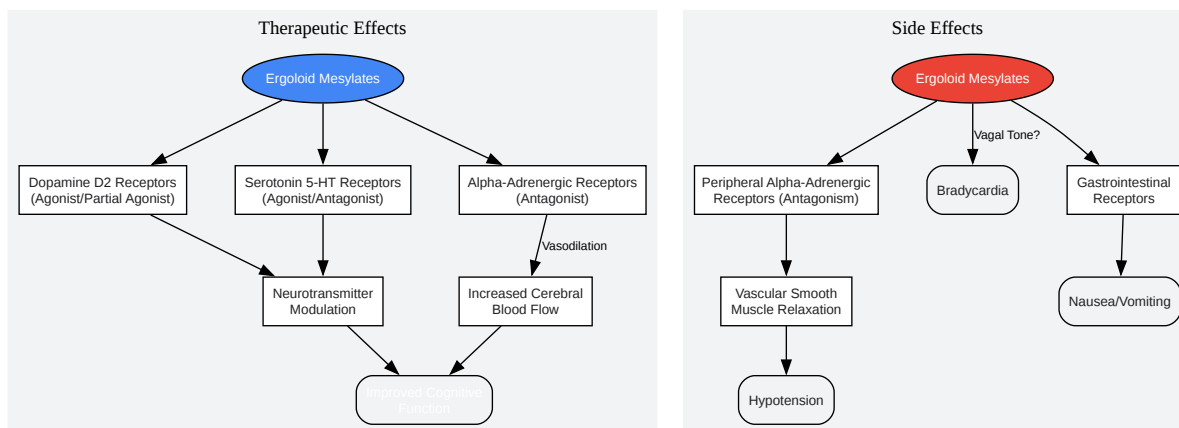 Therapeutic Effects
Ergoloid Mesylates
Dopamine D2 Receptors
(Agonist/Partial Agonist)
Serotonin 5-HT Receptors
(Agonist/Antagonist)
Alpha-Adrenergic Receptors
(Antagonist)
Vasodilation
Neurotransmitter
Modulation
Increased Cerebral
Blood Flow
Improved Cognitive
Function
Side Effects
Ergoloid Mesylates
Vagal Tone?
Peripheral Alpha-Adrenergic
Receptors (Antagonism)
Bradycardia
Gastrointestinal
Receptors
Vascular Smooth
Muscle Relaxation
Nausea/Vomiting
Hypotension